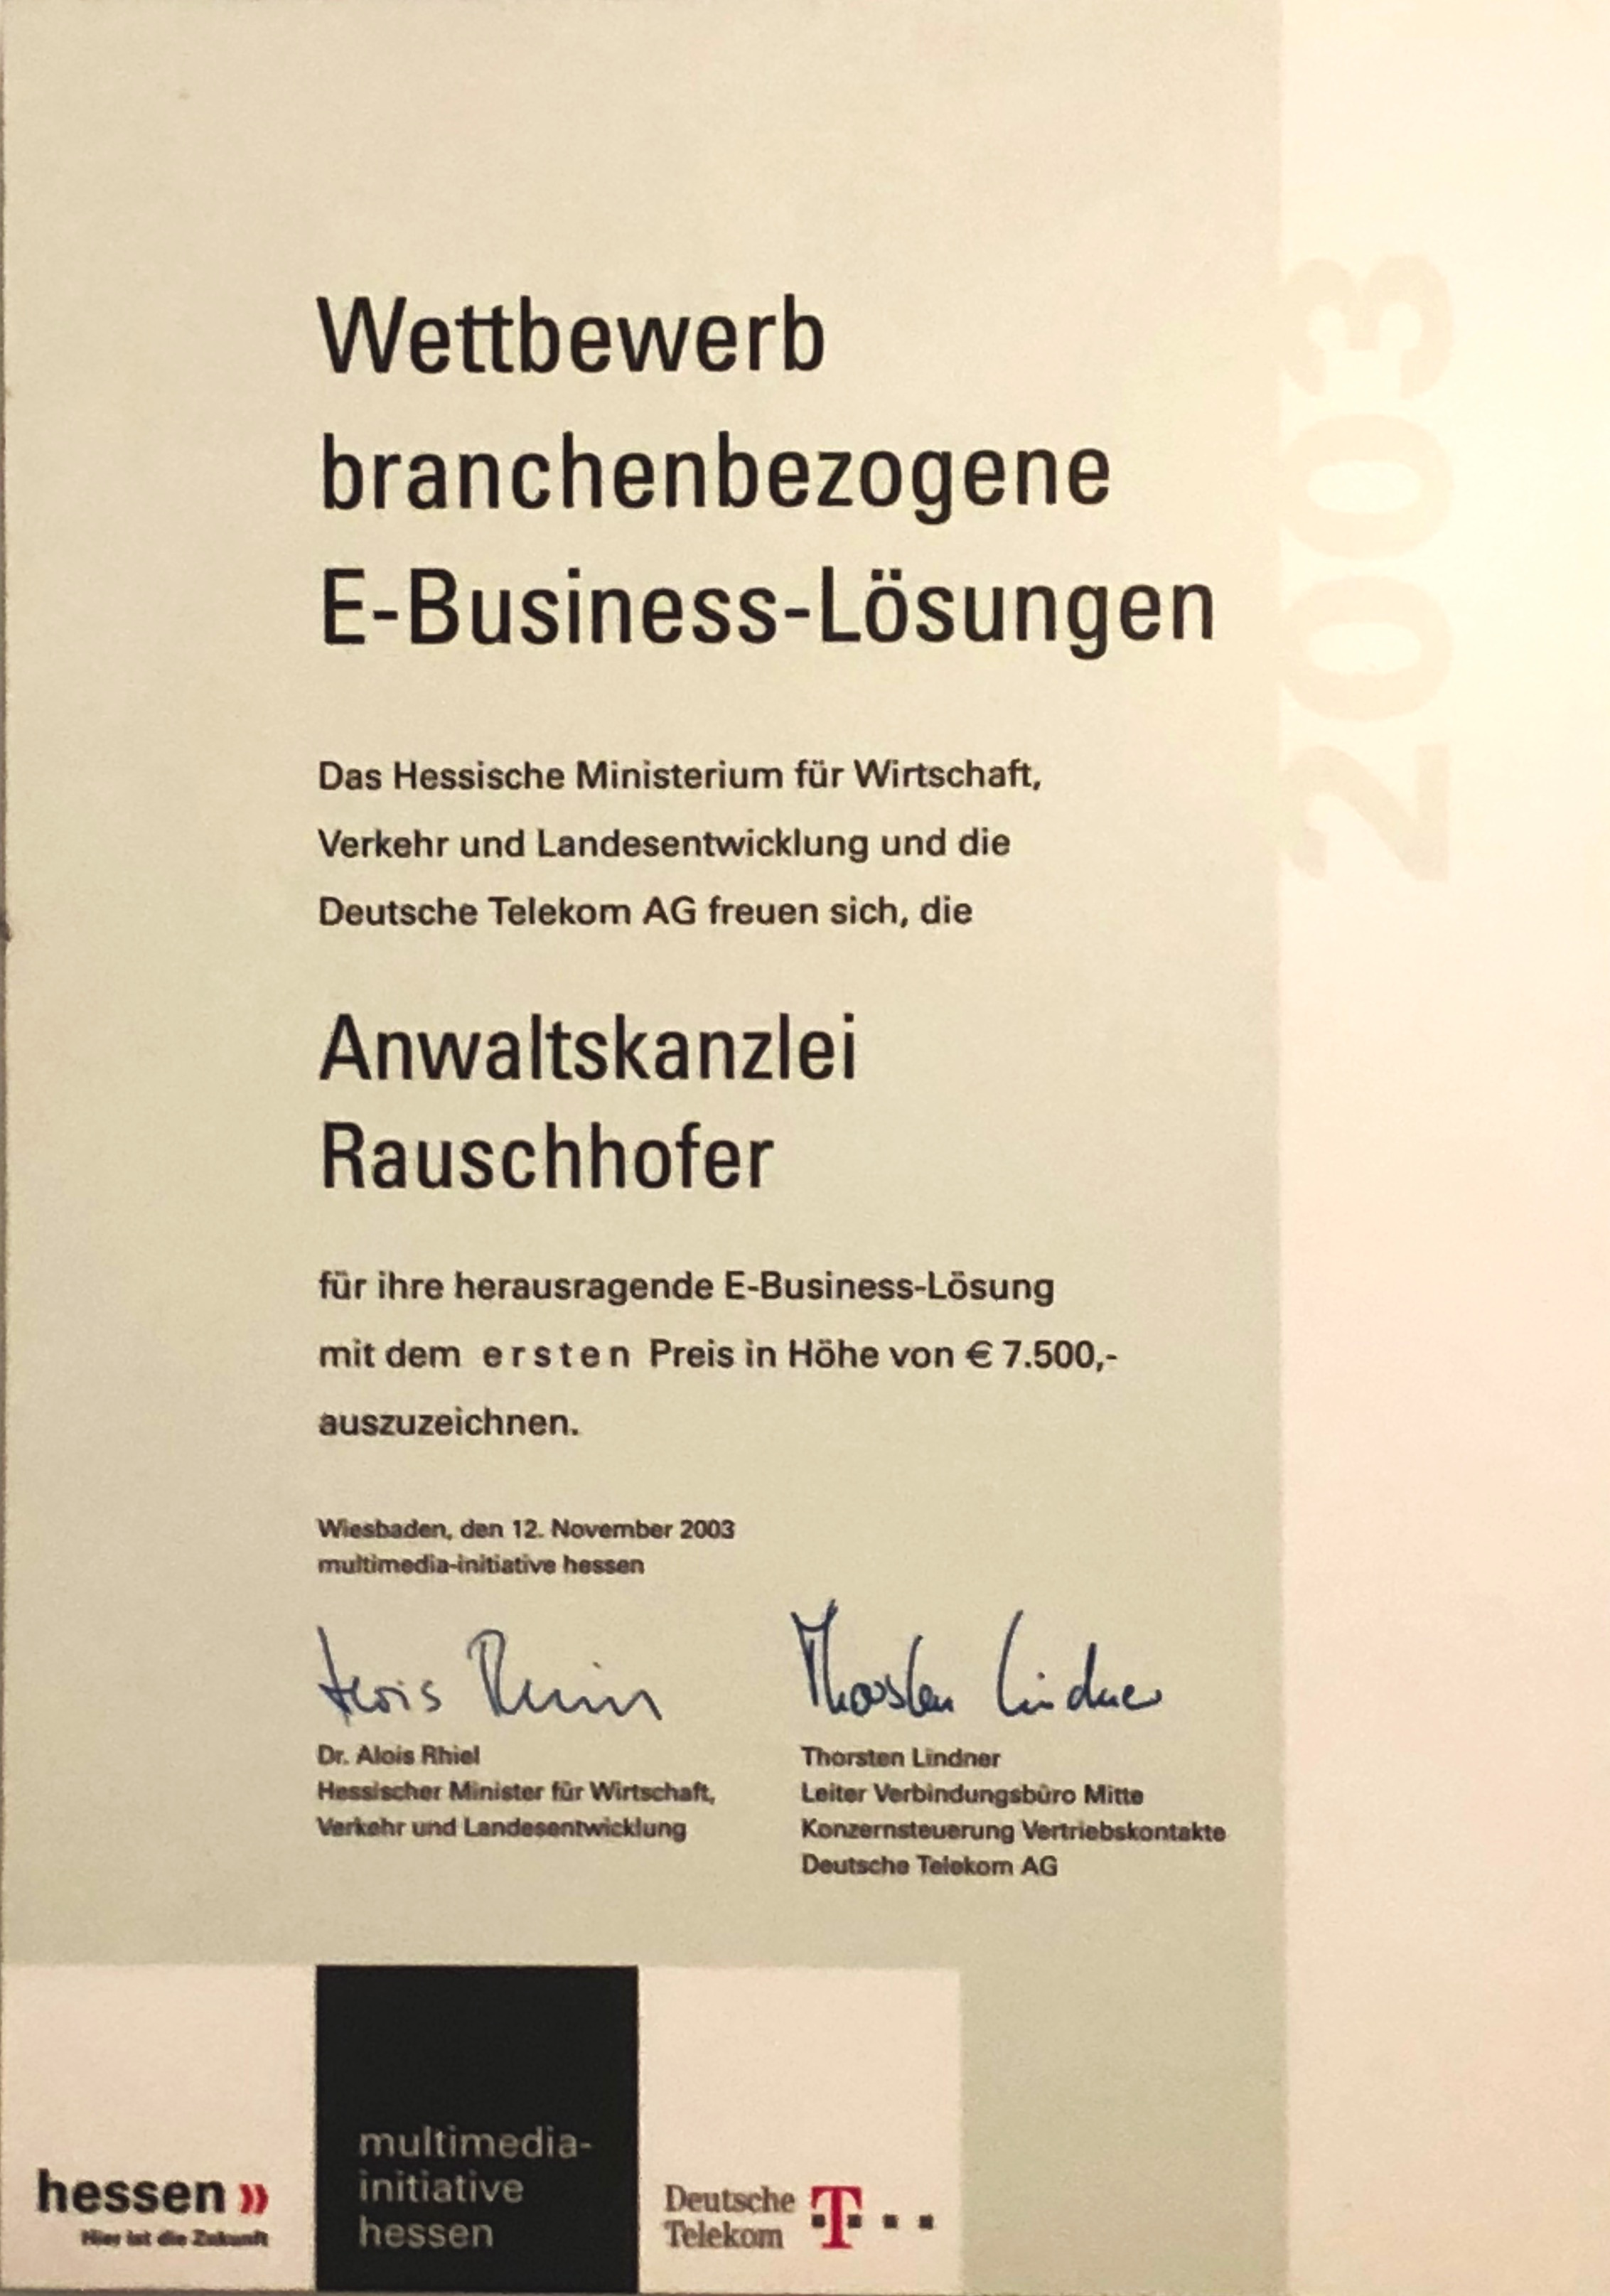 2003
Wettbewerb
branchenbezogene
E-Business-Lösungen
Das Hessische Ministerium für Wirtschaft,
Verkehr und Landesentwicklung und die
Deutsche Telekom AG freuen sich, die
Anwaltskanzlei
Rauschhofer
für ihre herausragende E-Business-Lösung
mit dem ersten Preis in Höhe von € 7.500,-
auszuzeichnen.
Wiesbaden, den 12. November 2003
multimedia-initiative hessen
Thorsten Lindner
Dr. Alois Rhiel
Hessischer Minister für Wirtschaft,
Verkehr und Landesentwicklung
Thorsten Lindner
Leiter Verbindungsbüro Mitte
Konzernsteuerung Vertriebskontakte
Deutsche Telekom AG
hessen »
Hier ist die Zukunft
multimedia-
initiative
hessen
Deutsche
Telekom
T